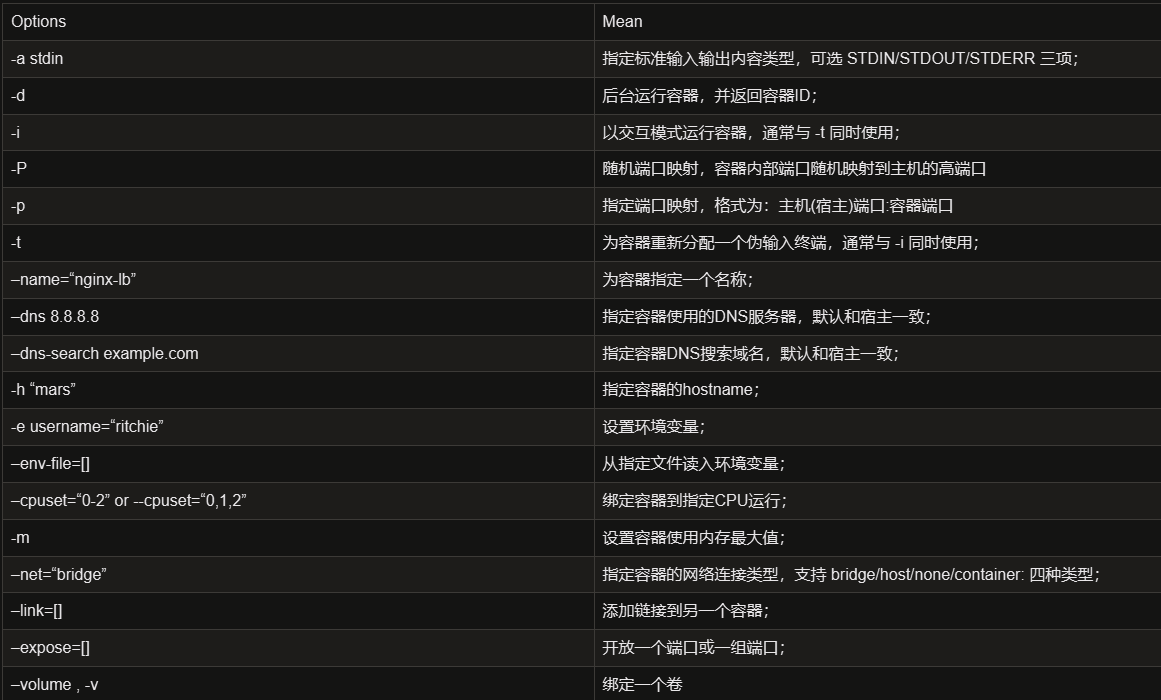 Options Mean
-a stdin 指定标准输入输出内容类型，可选 STDIN/STDOUT/STDERR 三项；
-d 后台运行容器，并返回容器ID；
-i 以交互模式运行容器，通常与 -t 同时使用；
-P 随机端口映射，容器内部端口随机映射到主机的高端口
-p 指定端口映射，格式为：主机(宿主)端口:容器端口
-t 为容器重新分配一个伪输入终端，通常与 -i 同时使用；
–name=“nginx-lb” 为容器指定一个名称；
–dns 8.8.8.8 指定容器使用的DNS服务器，默认和宿主一致；
–dns-search example.com 指定容器DNS搜索域名，默认和宿主一致；
-h “mars” 指定容器的hostname；
-e username=“ritchie” 设置环境变量；
–env-file=[] 从指定文件读入环境变量；
–cpuset=“0-2” or --cpuset=“0,1,2” 绑定容器到指定CPU运行；
-m 设置容器使用内存最大值；
–net=“bridge” 指定容器的网络连接类型，支持 bridge/host/none/container: 四种类型；
–link=[] 添加链接到另一个容器；
–expose=[] 开放一个端口或一组端口；
–volume , -v 绑定一个卷